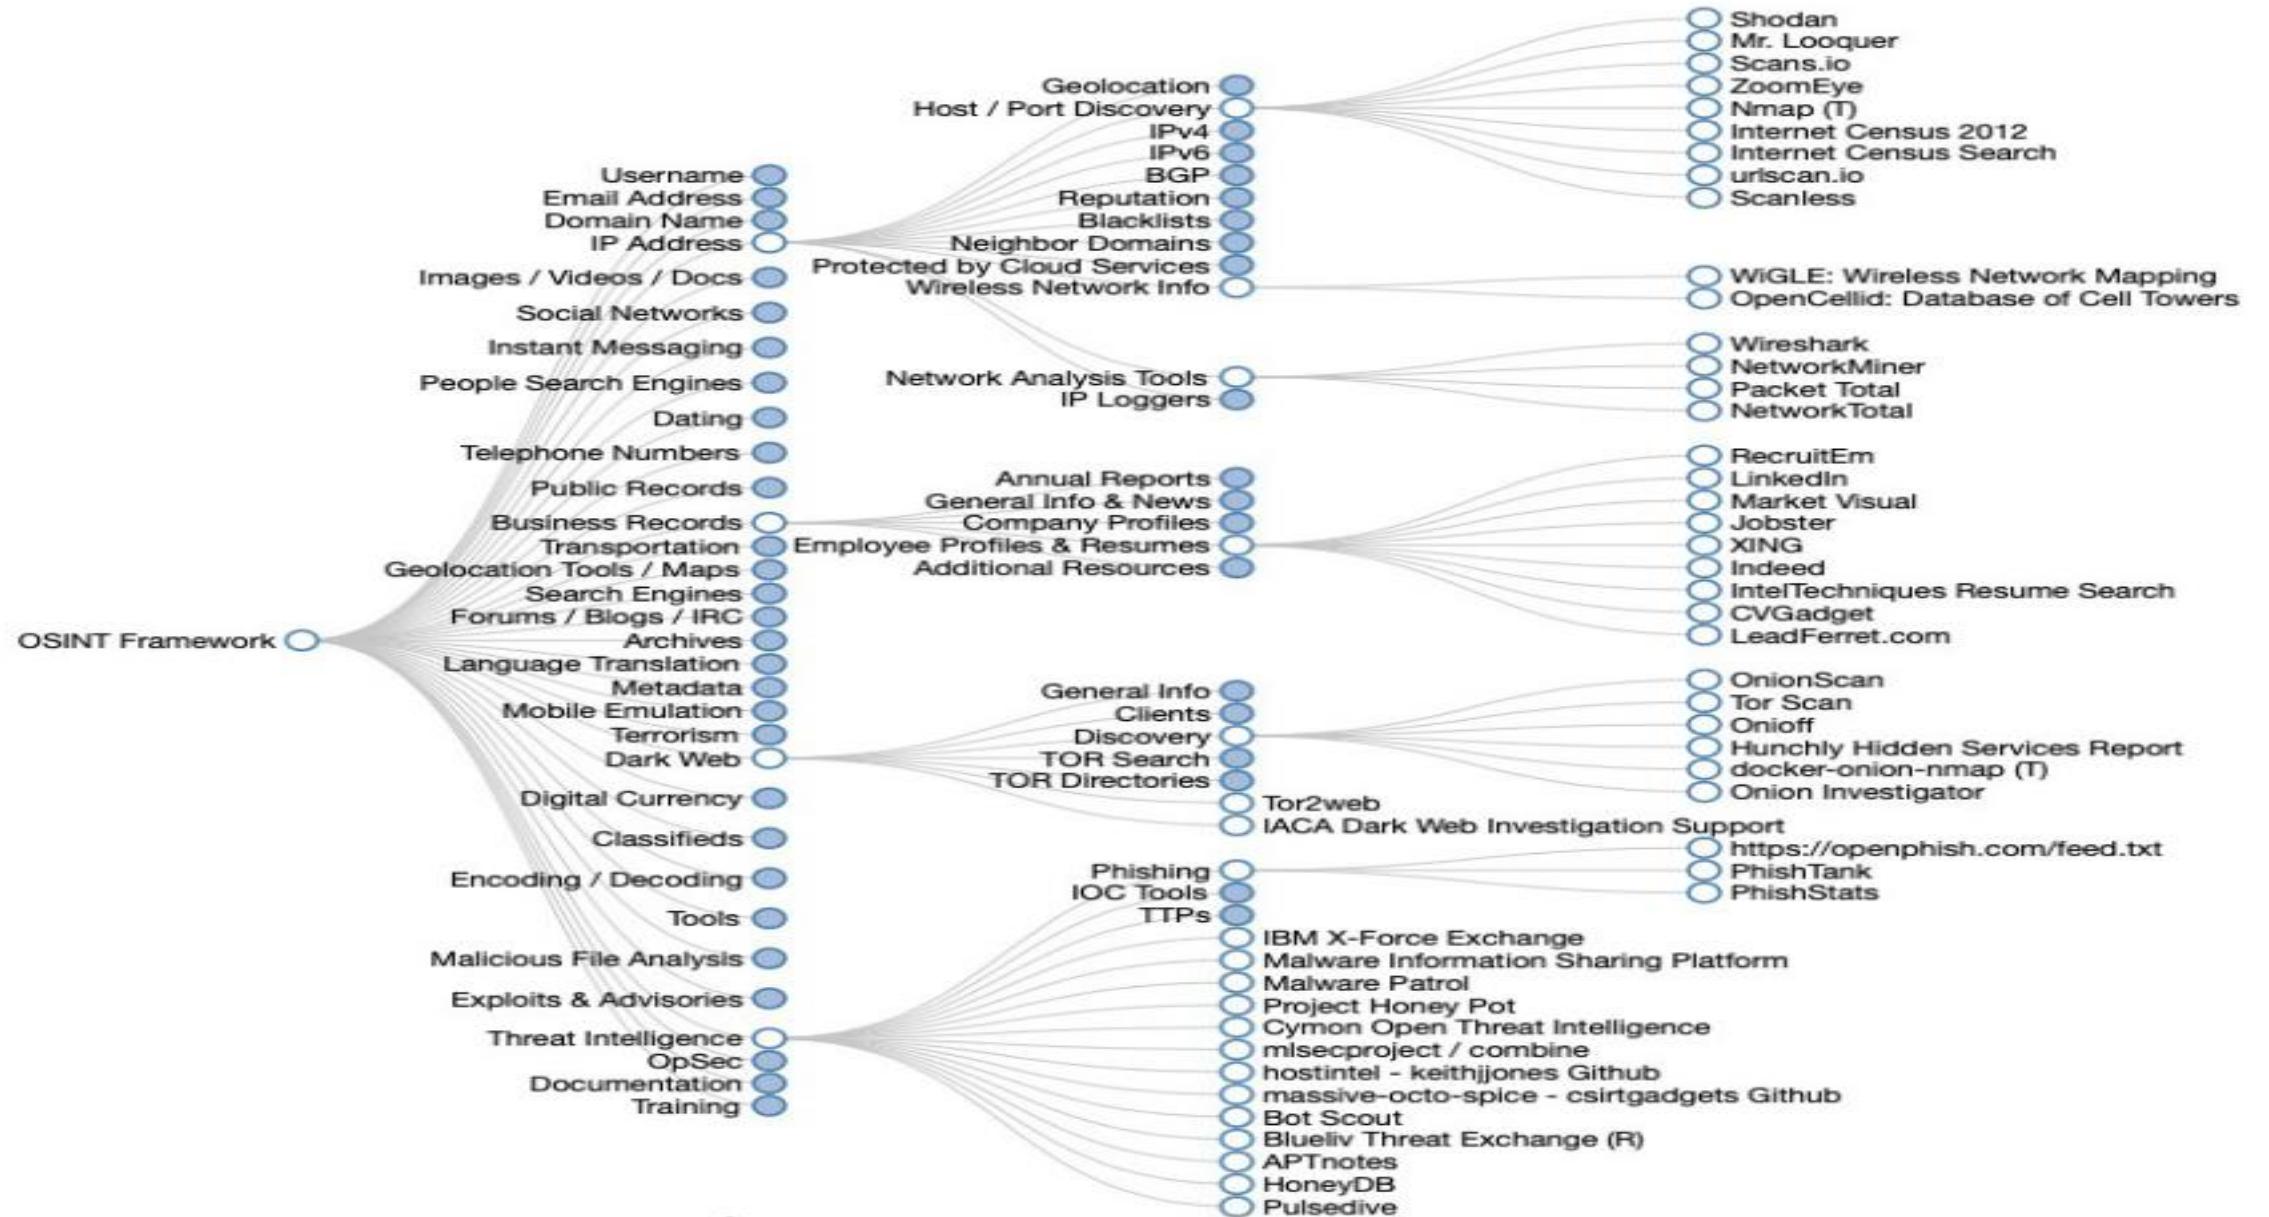 OSINT Framework
Username
Email Address
Domain Name
IP Address
Images / Videos / Docs
Social Networks
Instant Messaging
People Search Engines
Dating
Telephone Numbers
Public Records
Business Records
Transportation
Geolocation Tools / Maps
Search Engines
Forums / Blogs / IRC
Archives
Language Translation
Metadata
Mobile Emulation
Terrorism
Dark Web
Digital Currency
Classifieds
Encoding / Decoding
Tools
Malicious File Analysis
Exploits & Advisories
Threat Intelligence
OpSec
Documentation
Training
Geolocation
Host / Port Discovery
IPv4
IPv6
BGP
Reputation
Blacklists
Neighbor Domains
Protected by Cloud Services
Wireless Network Info
Network Analysis Tools
IP Loggers
Annual Reports
General Info & News
Company Profiles
Employee Profiles & Resumes
Additional Resources
General Info
Clients
Discovery
TOR Search
TOR Directories
Tor2web
IACA Dark Web Investigation Support
Phishing
IOC Tools
TTPs
IBM X-Force Exchange
Malware Information Sharing Platform
Malware Patrol
Project Honey Pot
Cymon Open Threat Intelligence
mlsecproject / combine
hostintel - keithjjones Github
massive-octo-spice - csirtgadgets Github
Bot Scout
Blueliv Threat Exchange (R)
APTnotes
HoneyDB
Pulsedive
Shodan
Mr. Looquer
Scans.io
ZoomEye
Nmap (T)
Internet Census 2012
Internet Census Search
urlscan.io
Scanless
WiGLE: Wireless Network Mapping
OpenCellid: Database of Cell Towers
Wireshark
NetworkMiner
Packet Total
NetworkTotal
RecruitEm
LinkedIn
Market Visual
Jobster
XING
Indeed
IntelTechniques Resume Search
CVGadget
LeadFerret.com
OnionScan
Tor Scan
Onioff
Hunchly Hidden Services Report
docker-onion-nmap (T)
Onion Investigator
https://openphish.com/feed.txt
PhishTank
PhishStats